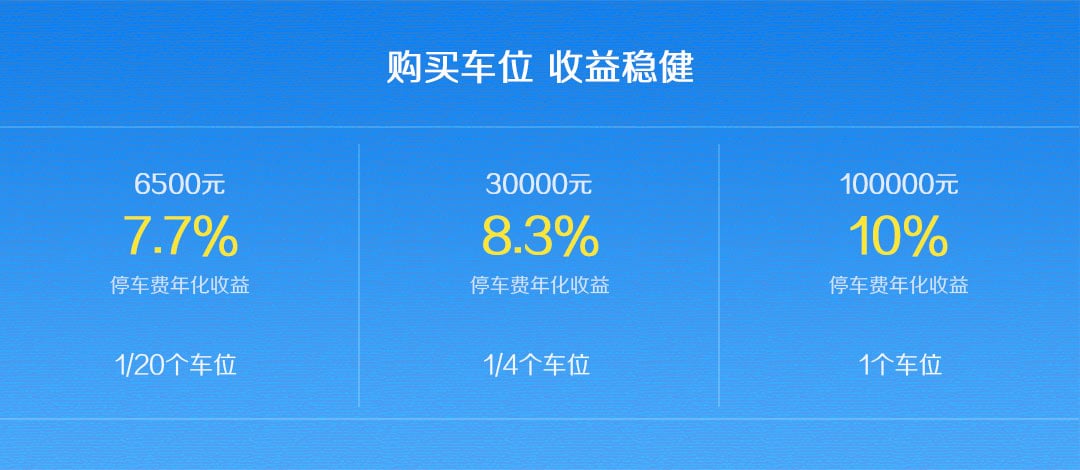 购买车位 收益稳健
6500元
7.7%
停车费年化收益
1/20个车位
30000元
8.3%
停车费年化收益
1/4个车位
100000元
10%
停车费年化收益
1个车位